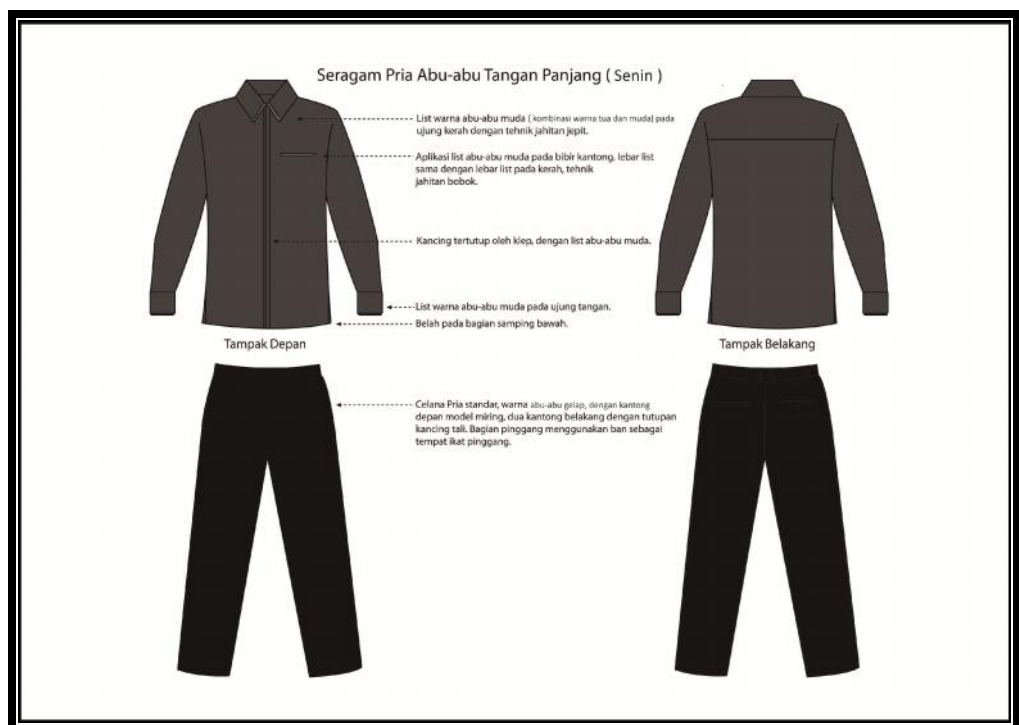 Seragam Pria Abu-abu Tangan Panjang ( Senin )
List warna abu-abu muda ( kombinasi warna tua dan muda) pada
ujung kerah dengan tehnik jahitan jepit.
Aplikasi list abu-abu muda pada bibir kantong, lebar list
sama dengan lebar list pada kerah, tehnik
jahitan bobok.
Kancing tertutup oleh klep, dengan list abu-abu muda.
List warna abu-abu muda pada ujung tangan.
Belah pada bagian samping bawah.
Tampak Depan
Tampak Belakang
Celana Pria standar, warna abu-abu gelap, dengan kantong
depan model miring, dua kantong belakang dengan tutupan
kancing tali. Bagian pinggang menggunakan ban sebagai
tempat ikat pinggang.